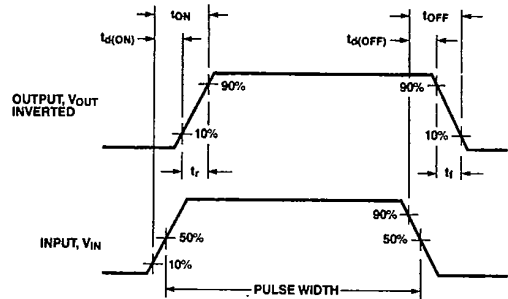 tON
tOFF
td(ON)
td(OFF)
OUTPUT, VOUT
INVERTED
90%
90%
10%
10%
tr
tf
INPUT, VIN
90%
50%
50%
10%
PULSE WIDTH